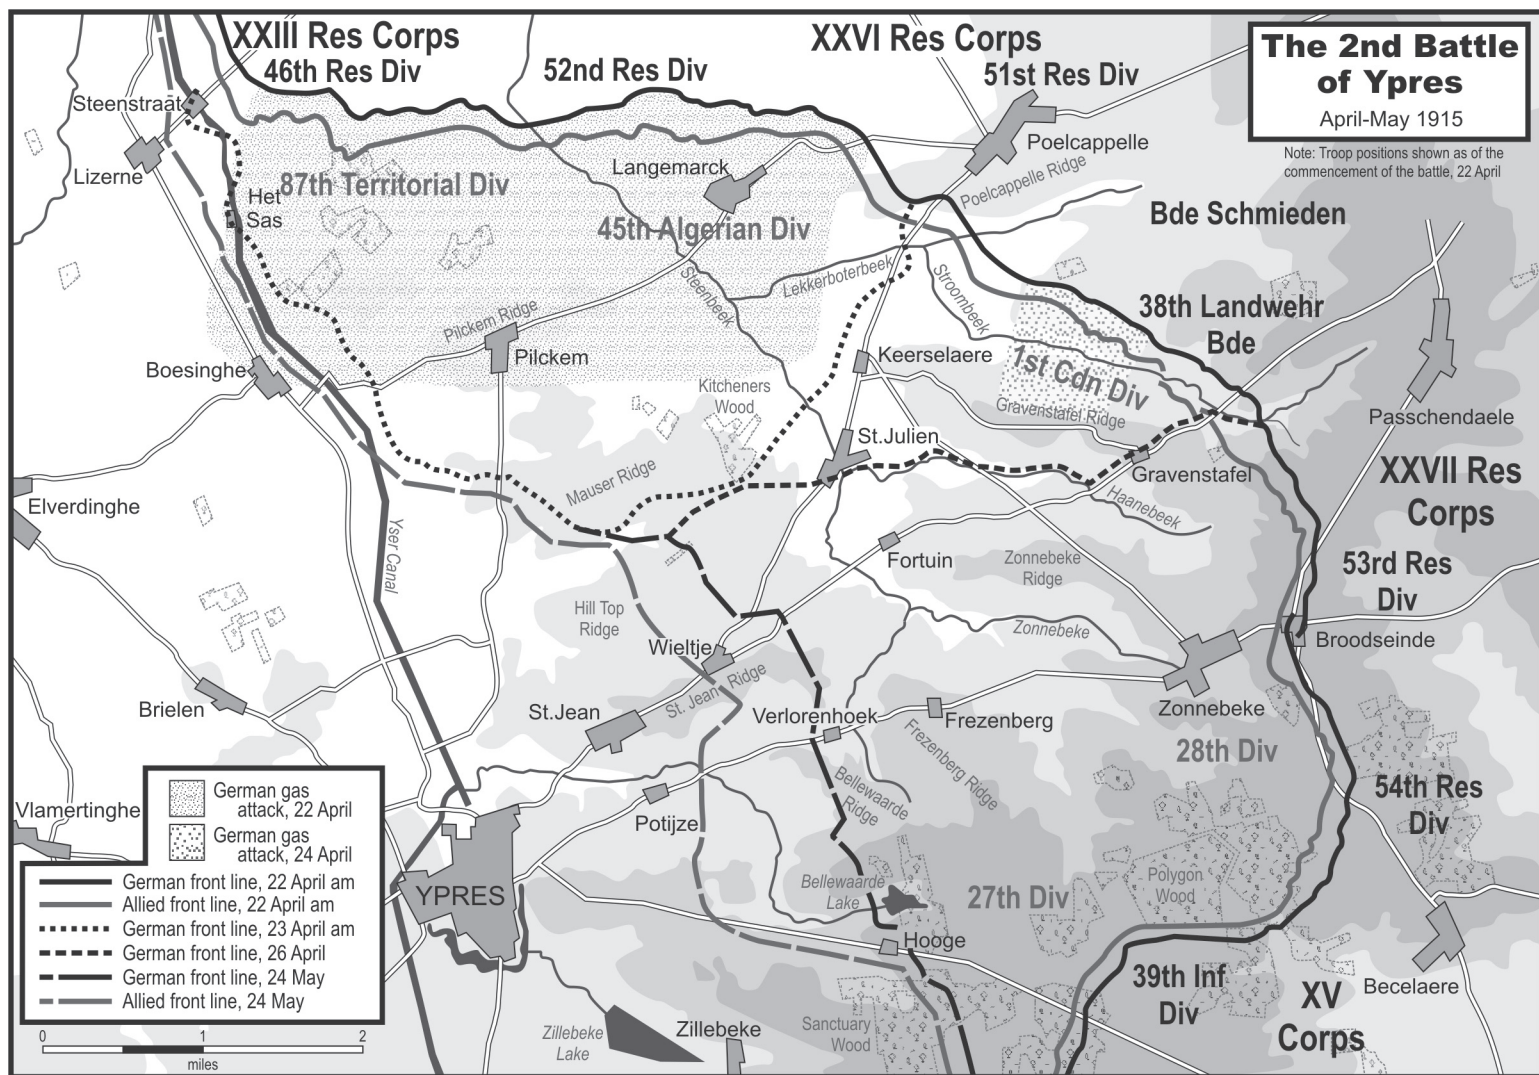 XXIII Res Corps
46th Res Div
52nd Res Div
XXVI Res Corps
51st Res Div
The 2nd Battle
of Ypres
April-May 1915
Note: Troop positions shown as of the
commencement of the battle, 22 April
Steenstraat
Lizerne
Het
Sas
87th Territorial Div
Langemarck
45th Algerian Div
Poelcappelle
Poelcappelle Ridge
Bde Schmieden
Steenbeek
Lekkerboterbeek
Stroombeek
38th Landwehr
Bde
Pilckem Ridge
Pilckem
Boesinghe
Keerselaere
1st Cdn Div
Gravenstafel Ridge
Kitcheners
Wood
Passchendaele
St.Julien
Gravenstafel
XXVII Res
Corps
Mauser Ridge
Elverdinghe
Yser Canal
Haanebeek
Fortuin
Zonnebeke
Ridge
53rd Res
Div
Hill Top
Ridge
Zonnebeke
Wieltje
Broodseinde
St. Jean Ridge
Brielen
St.Jean
Verlorenhoek
Frezenberg
Zonnebeke
Frezenberg Ridge
28th Div
Bellewaarde
Ridge
54th Res
Div
Vlamertinghe
Potijze
YPRES
Bellewaarde
Lake
27th Div
Polygon
Wood
Hooge
39th Inf
Div
XV
Corps
Becelaere
Sanctuary
Wood
Zillebeke
Lake
Zillebeke
German gas
attack, 22 April
German gas
attack, 24 April
German front line, 22 April am
Allied front line, 22 April am
German front line, 23 April am
German front line, 26 April
German front line, 24 May
Allied front line, 24 May
0 1 2
miles